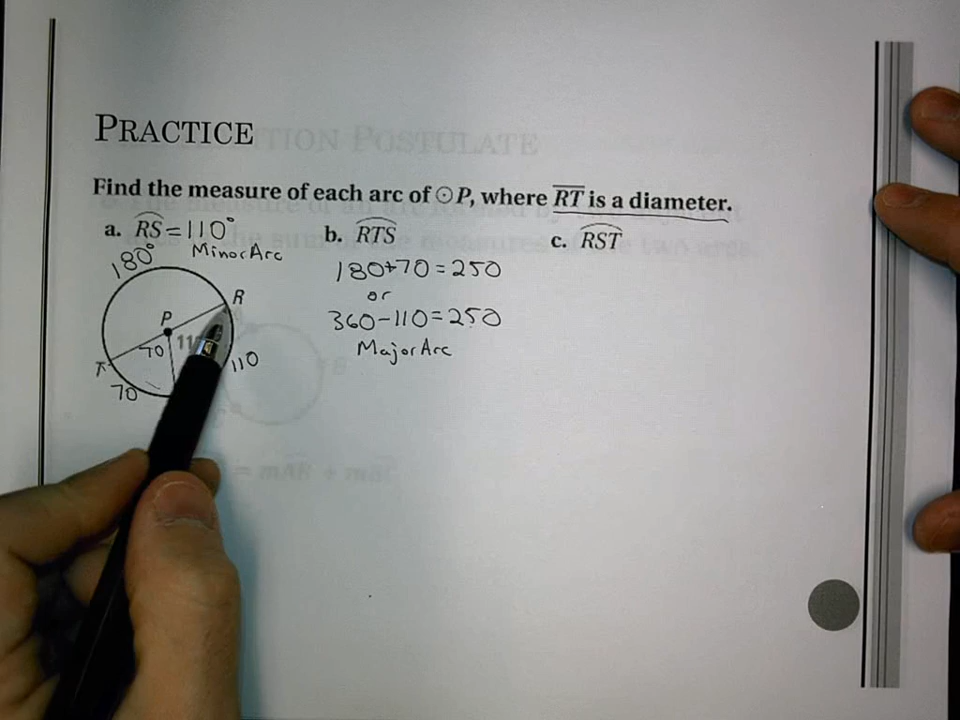 PRACTICE
Find the measure of each arc of ⊙P, where RT is a diameter.
a. RS = 110°
Minor Arc
b. RTS
180+70=250
or
360-110=250
Major Arc
c. RST
180°
R
P
70
T
110
70